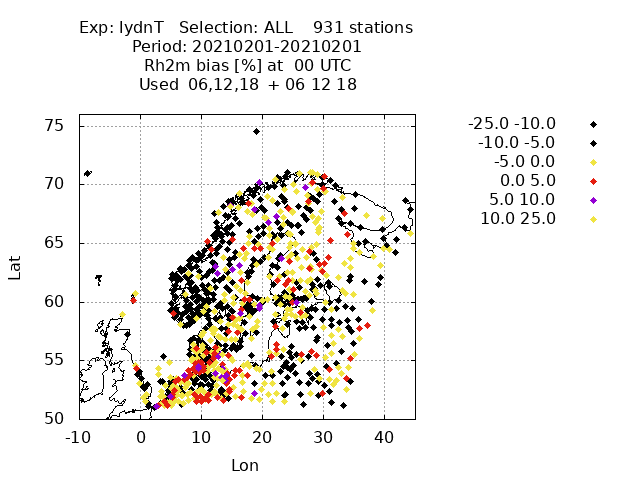 Exp: lydnT   Selection: ALL    931 stations
Period: 20210201-20210201
Rh2m bias [%] at  00 UTC
Used  06,12,18  + 06 12 18
-25.0 -10.0
-10.0 -5.0
-5.0 0.0
0.0 5.0
5.0 10.0
10.0 25.0
75
70
65
60
55
50
Lat
-10 0 10 20 30 40
Lon